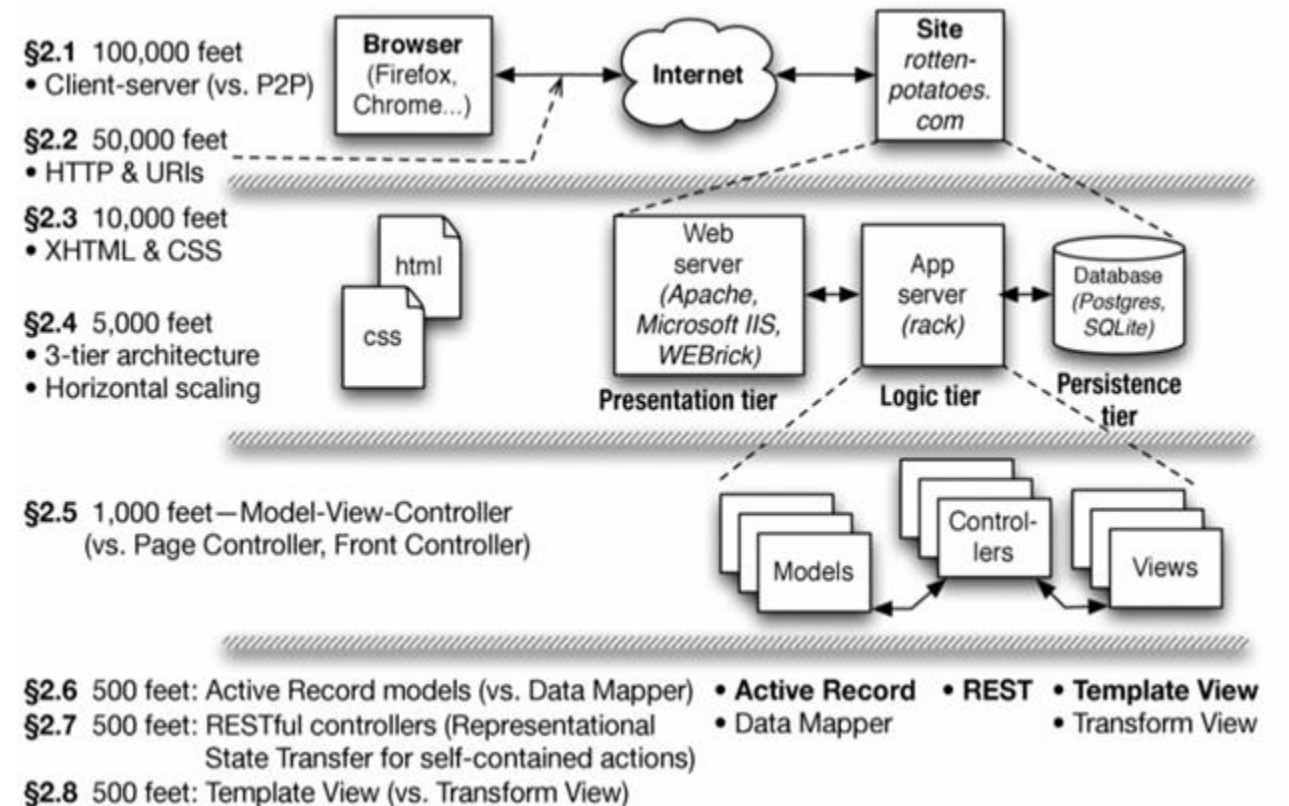 §2.1 100,000 feet
• Client-server (vs. P2P)
§2.2 50,000 feet
• HTTP & URIs
Browser
(Firefox,
Chrome...)
Internet
Site
rotten-
potatoes.
com
§2.3 10,000 feet
• XHTML & CSS
§2.4 5,000 feet
• 3-tier architecture
• Horizontal scaling
html
css
Web
server
(Apache,
Microsoft IIS,
WEBrick)
Presentation tier
App
server
(rack)
Logic tier
Database
(Postgres,
SQLite)
Persistence
tier
§2.5 1,000 feet—Model-View-Controller
(vs. Page Controller, Front Controller)
Models
Control-
lers
Views
§2.6 500 feet: Active Record models (vs. Data Mapper)
§2.7 500 feet: RESTful controllers (Representational
State Transfer for self-contained actions)
§2.8 500 feet: Template View (vs. Transform View)
• Active Record
• Data Mapper
• REST
• Template View
• Transform View